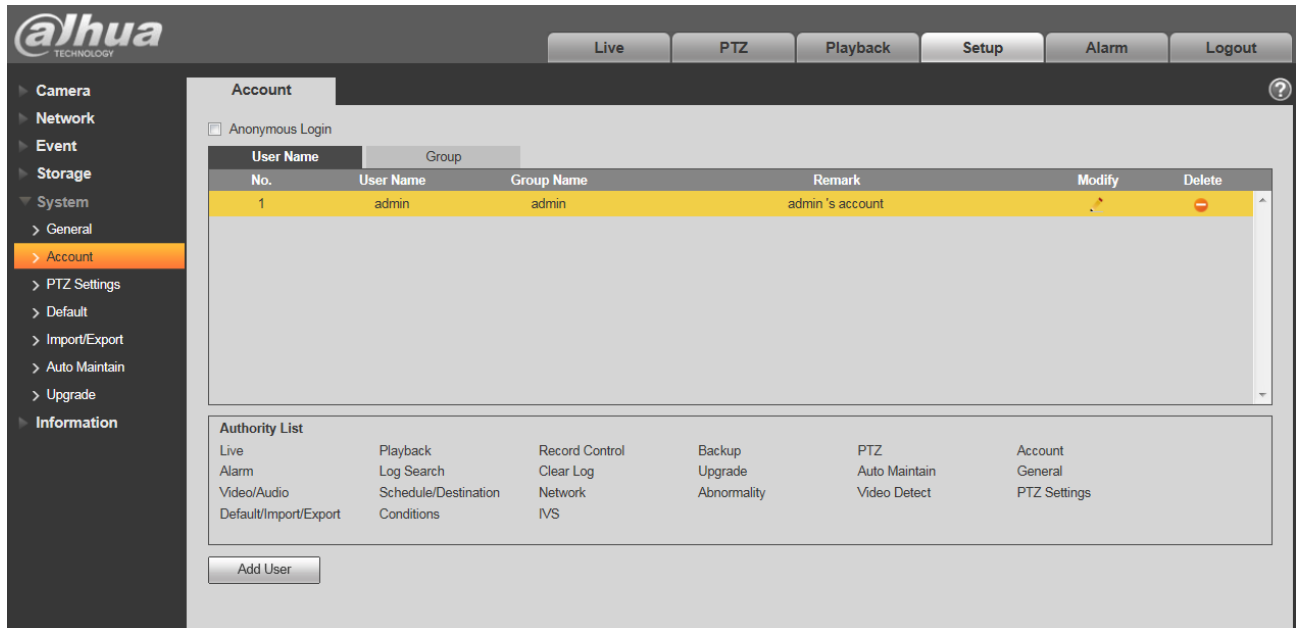 alhua
TECHNOLOGY
Live PTZ Playback Setup Alarm Logout
Camera
Network
Event
Storage
System
General
Account
PTZ Settings
Default
Import/Export
Auto Maintain
Upgrade
Information
Account
?
Anonymous Login
User Name Group
No. User Name Group Name Remark Modify Delete
1 admin admin admin 's account
Authority List
Live Playback Record Control Backup PTZ Account
Alarm Log Search Clear Log Upgrade Auto Maintain General
Video/Audio Schedule/Destination Network Abnormality Video Detect PTZ Settings
Default/Import/Export Conditions IVS
Add User